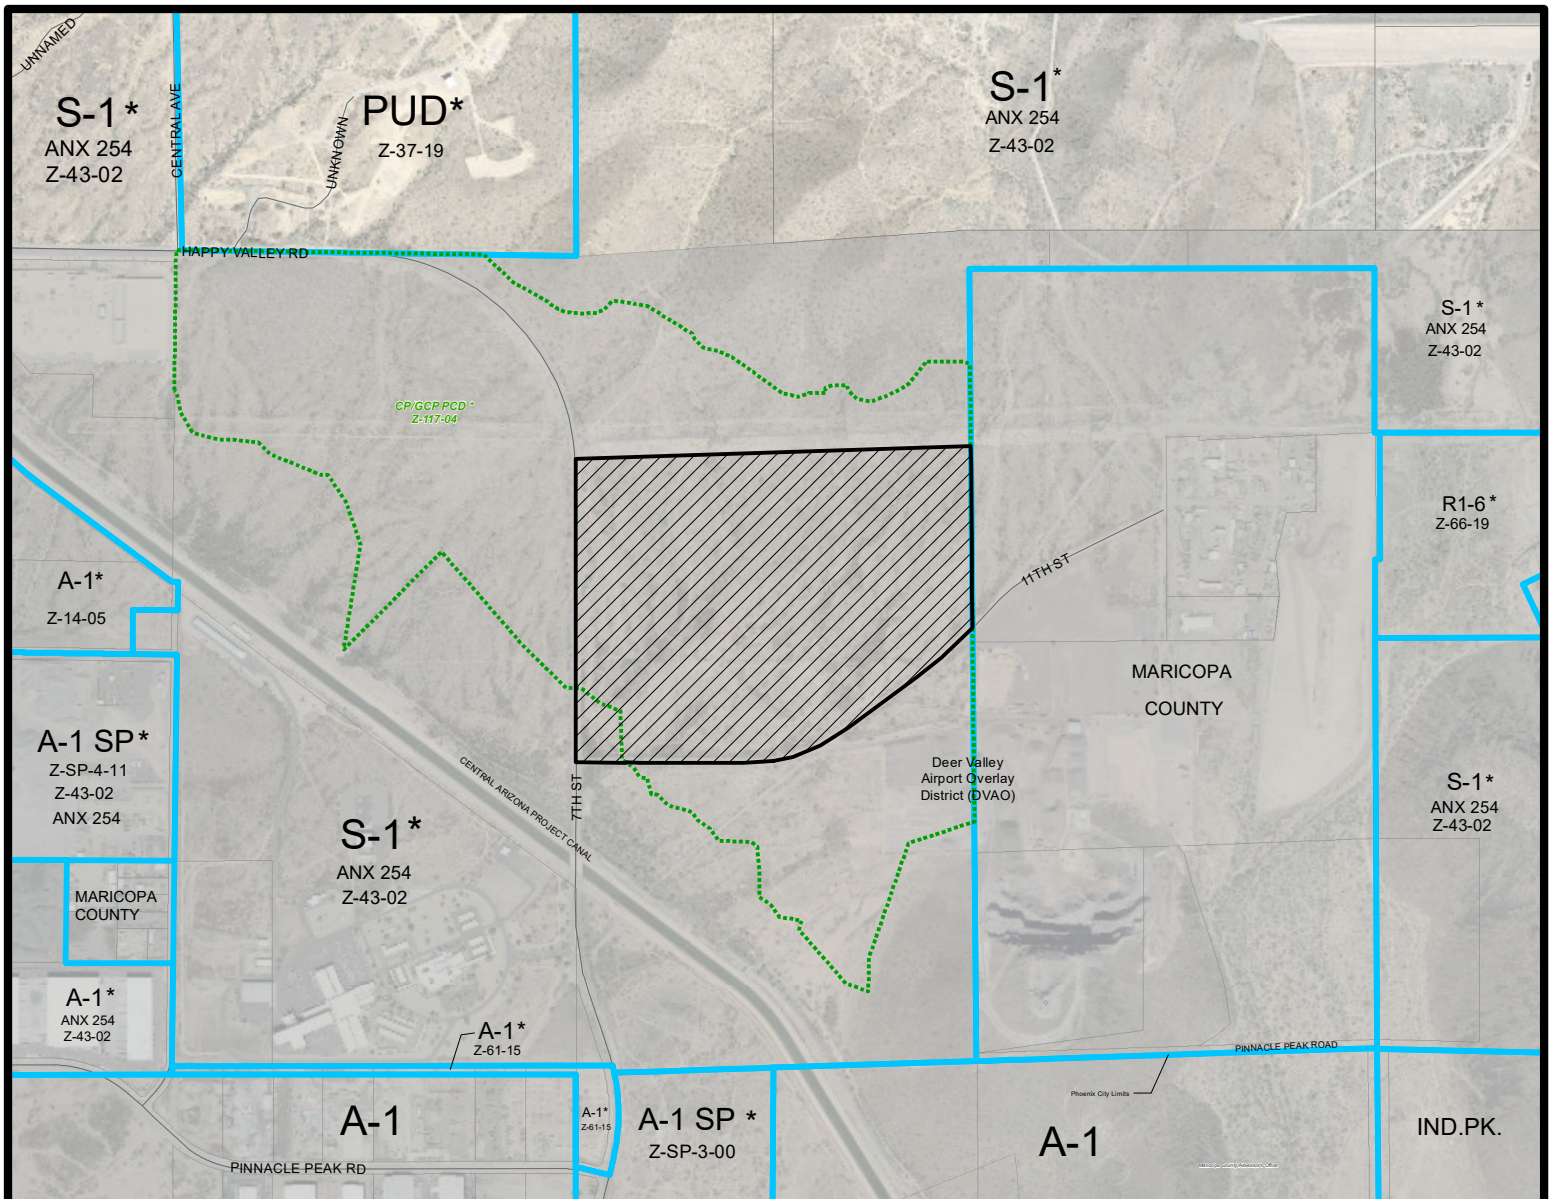 UNNAMED
S-1*
ANX 254
Z-43-02
CENTRAL AVE
UNKNOWN
PUD*
Z-37-19
S-1*
ANX 254
Z-43-02
HAPPY VALLEY RD
S-1*
ANX 254
Z-43-02
CP/GCP PCD *
Z-117-04
R1-6*
Z-66-19
11TH ST
A-1*
Z-14-05
MARICOPA
COUNTY
A-1 SP*
Z-SP-4-11
Z-43-02
ANX 254
CENTRAL ARIZONA PROJECT CANAL
7TH ST
Deer Valley
Airport Overlay
District (DVAO)
S-1*
ANX 254
Z-43-02
S-1*
ANX 254
Z-43-02
MARICOPA
COUNTY
A-1*
ANX 254
Z-43-02
A-1*
Z-61-15
PINNACLE PEAK ROAD
Phoenix City Limits
A-1
A-1*
Z-61-15
A-1 SP *
Z-SP-3-00
A-1
IND.PK.
PINNACLE PEAK RD
Maricopa County Assessor's Office